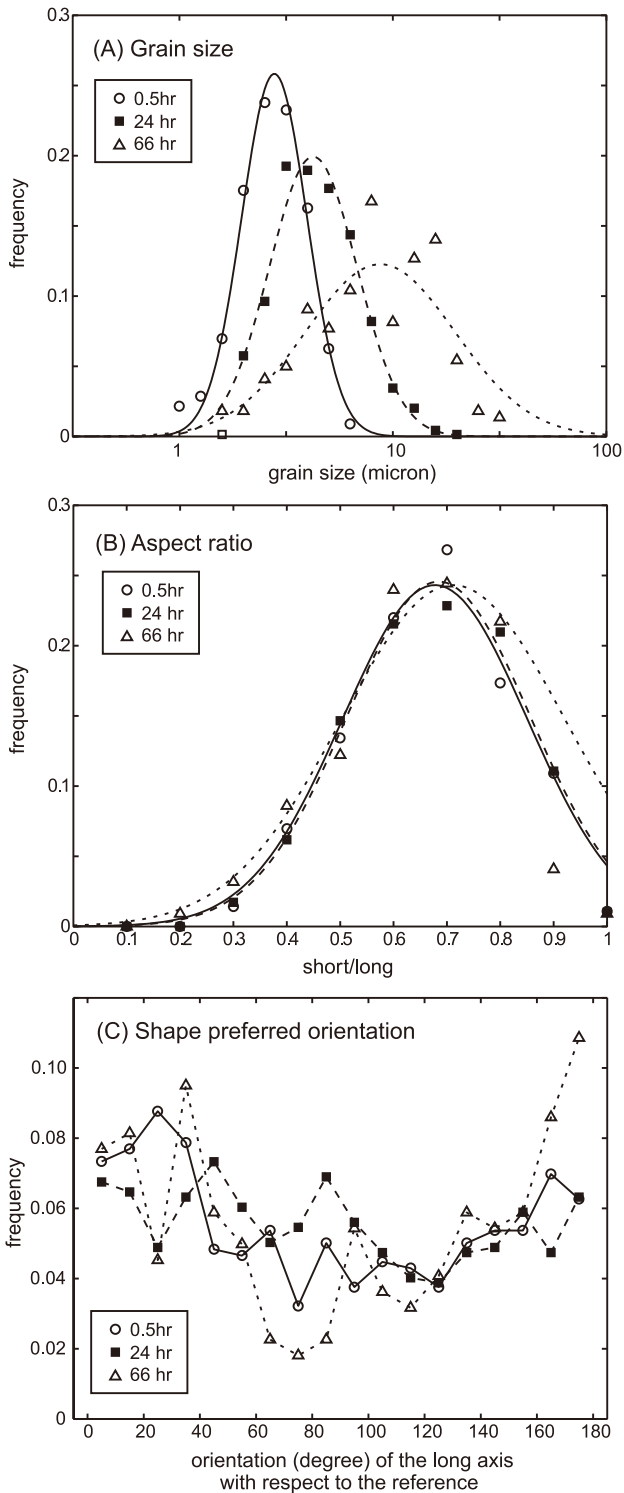 (A) Grain size
0.5hr
24 hr
66 hr
0.3
0.2
0.1
0
frequency
1
10
100
grain size (micron)
(B) Aspect ratio
0.5hr
24 hr
66 hr
0.3
0.2
0.1
0
frequency
0 0.1 0.2 0.3 0.4 0.5 0.6 0.7 0.8 0.9 1
short/long
(C) Shape preferred orientation
0.10
0.08
0.06
0.04
0.02
0
frequency
0.5hr
24 hr
66 hr
0 20 40 60 80 100 120 140 160 180
orientation (degree) of the long axis
with respect to the reference